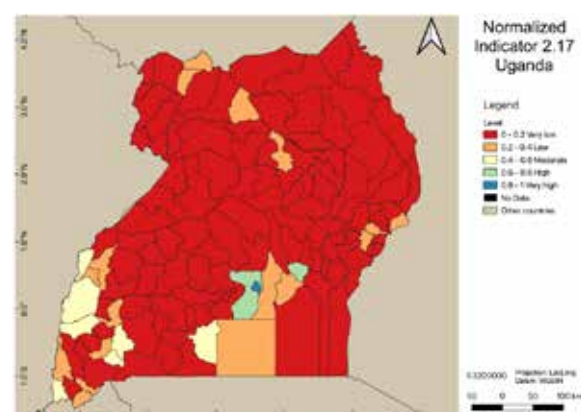 Normalized
Indicator 2.17
Uganda
Legend
Level
0 - 0.2 Very low
0.2 - 0.4 Low
0.4 - 0.6 Moderate
0.6 - 0.8 High
0.8 - 1 Very high
No Data
Other countries
Projection: Lat/Long
Datum: WGS84
50 0 50 100 km